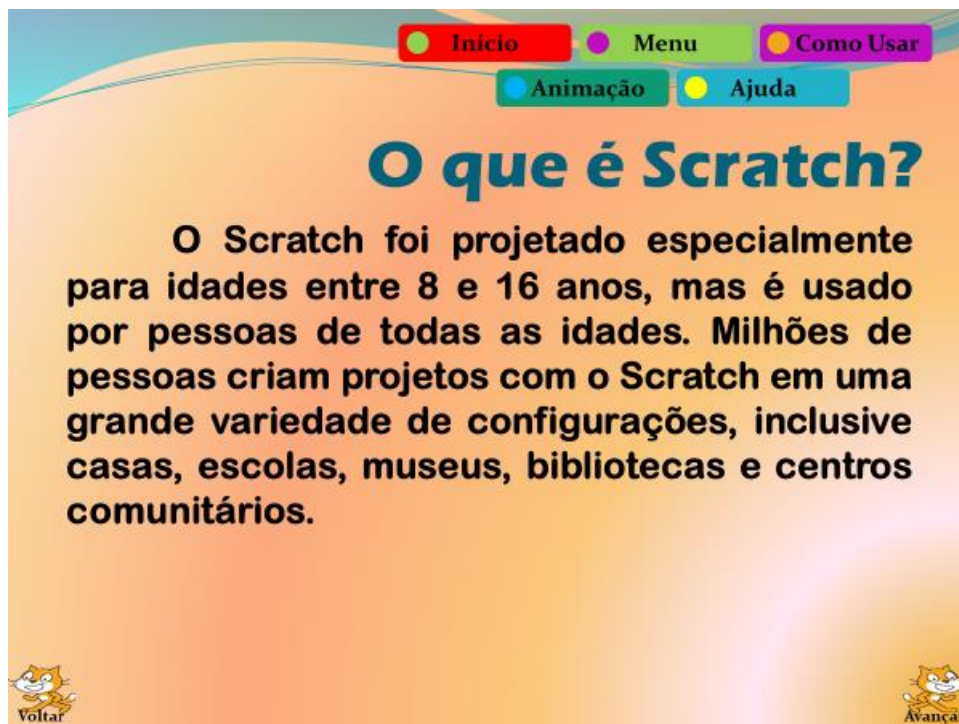 Início Menu Como Usar
Animação Ajuda
O que é Scratch?
O Scratch foi projetado especialmente
para idades entre 8 e 16 anos, mas é usado
por pessoas de todas as idades. Milhões de
pessoas criam projetos com o Scratch em uma
grande variedade de configurações, inclusive
casas, escolas, museus, bibliotecas e centros
comunitários.
Voltar Avança